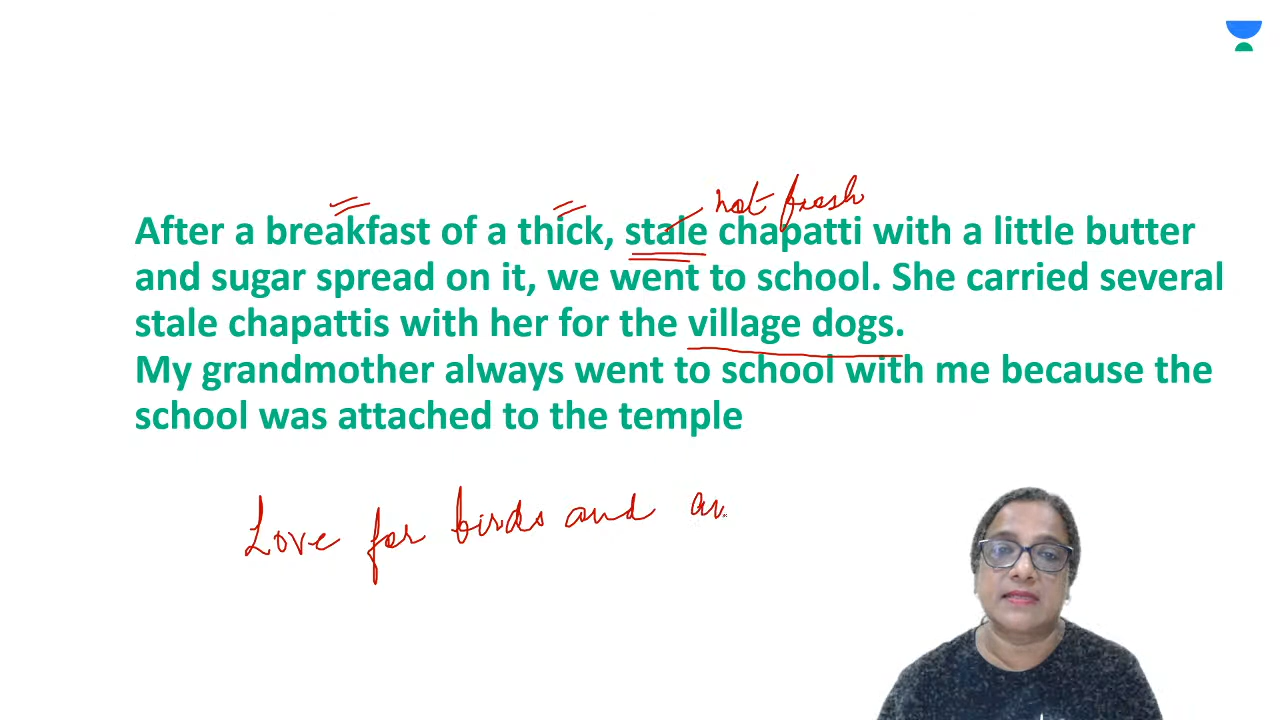 not fresh
After a breakfast of a thick, stale chapatti with a little butter
and sugar spread on it, we went to school. She carried several
stale chapattis with her for the village dogs.
My grandmother always went to school with me because the
school was attached to the temple
Love for birds and